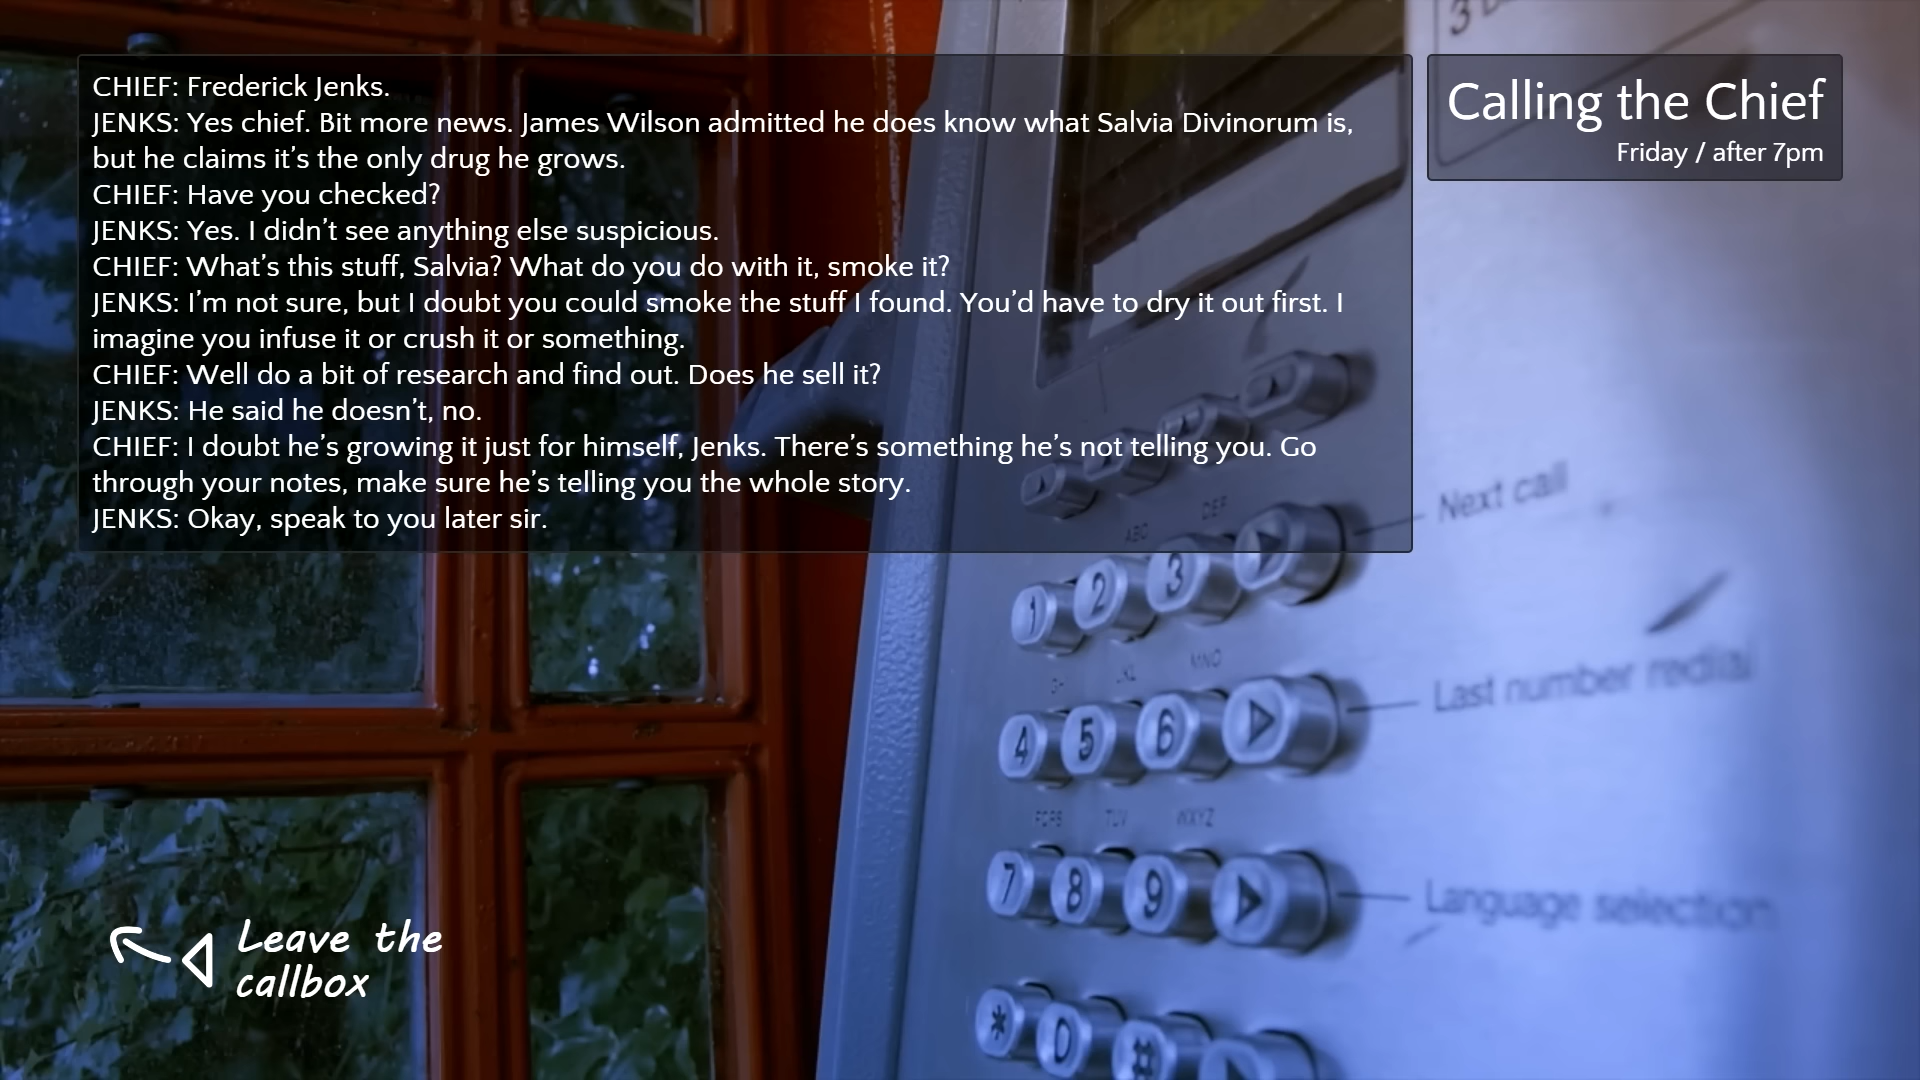 CHIEF: Frederick Jenks.
JENKS: Yes chief. Bit more news. James Wilson admitted he does know what Salvia Divinorum is,
but he claims it’s the only drug he grows.
CHIEF: Have you checked?
JENKS: Yes. I didn’t see anything else suspicious.
CHIEF: What’s this stuff, Salvia? What do you do with it, smoke it?
JENKS: I’m not sure, but I doubt you could smoke the stuff I found. You’d have to dry it out first. I
imagine you infuse it or crush it or something.
CHIEF: Well do a bit of research and find out. Does he sell it?
JENKS: He said he doesn’t, no.
CHIEF: I doubt he’s growing it just for himself, Jenks. There’s something he’s not telling you. Go
through your notes, make sure he’s telling you the whole story.
JENKS: Okay, speak to you later sir.
Calling the Chief
Friday / after 7pm
3
Next call
ABC DEF
1 2 3
Last number redial
JKL MNO
4 5 6
TUV WXYZ
7 8 9
Language selection
* 0 #
Leave the
callbox